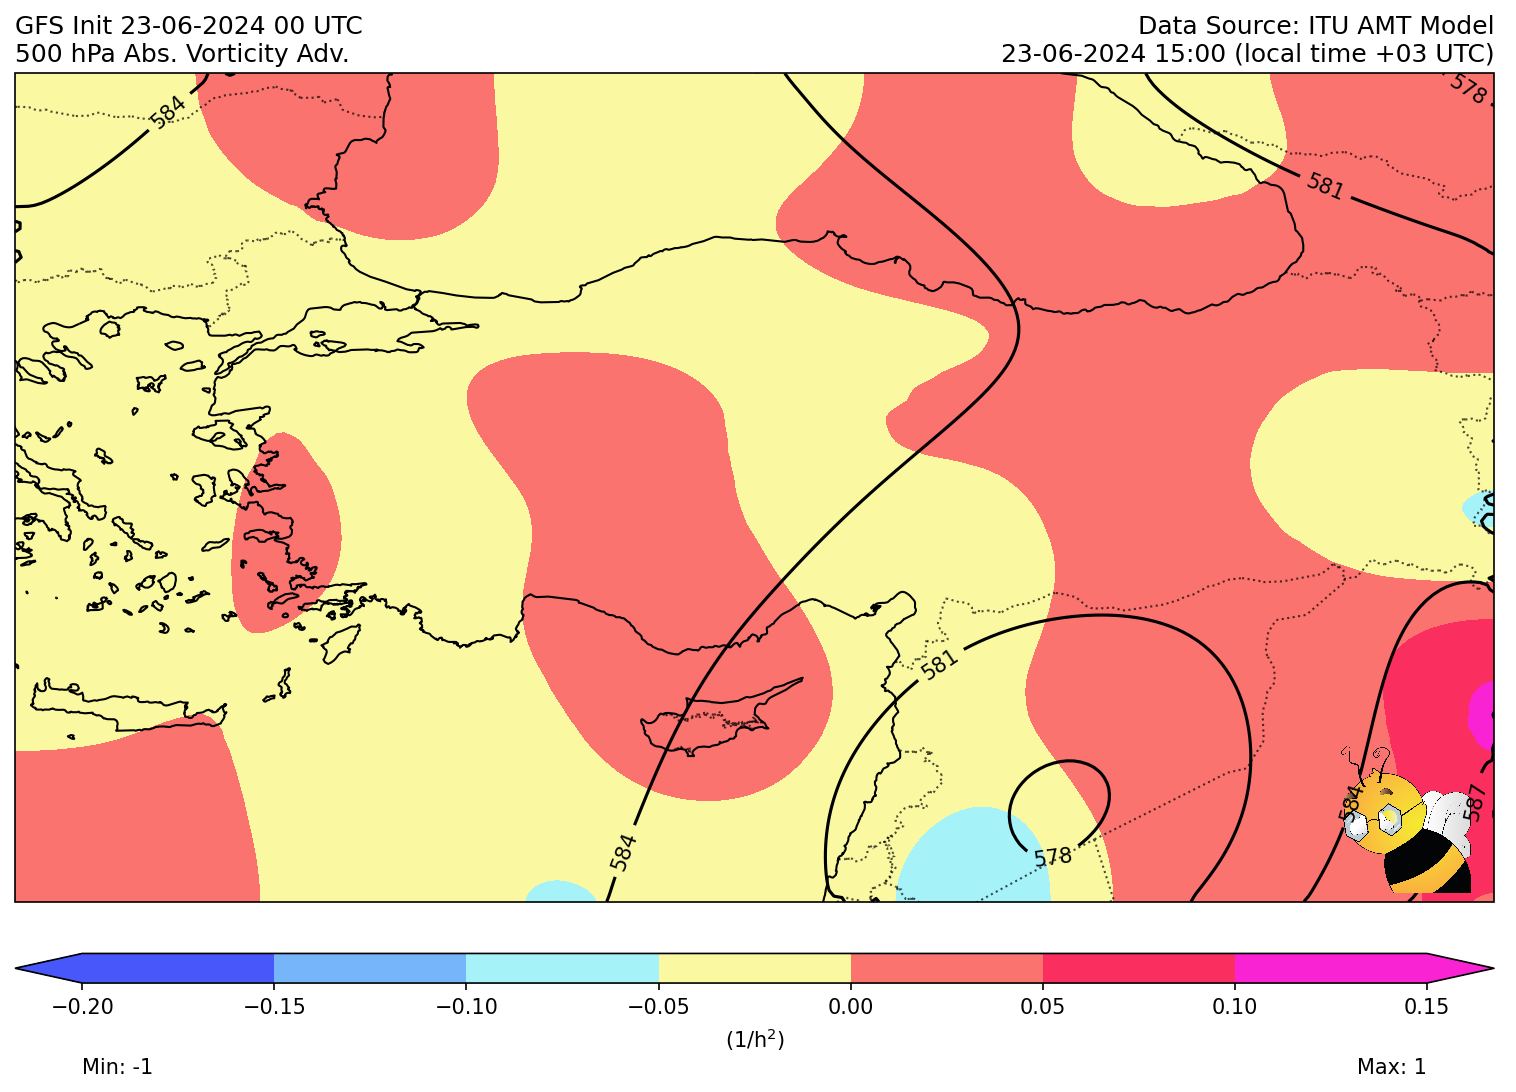 GFS Init 23-06-2024 00 UTC
500 hPa Abs. Vorticity Adv.
Data Source: ITU AMT Model
23-06-2024 15:00 (local time +03 UTC)
584
578
581
581
584
578
584
587
−0.20 −0.15 −0.10 −0.05 0.00 0.05 0.10 0.15
(1/h²)
Min: -1
Max: 1